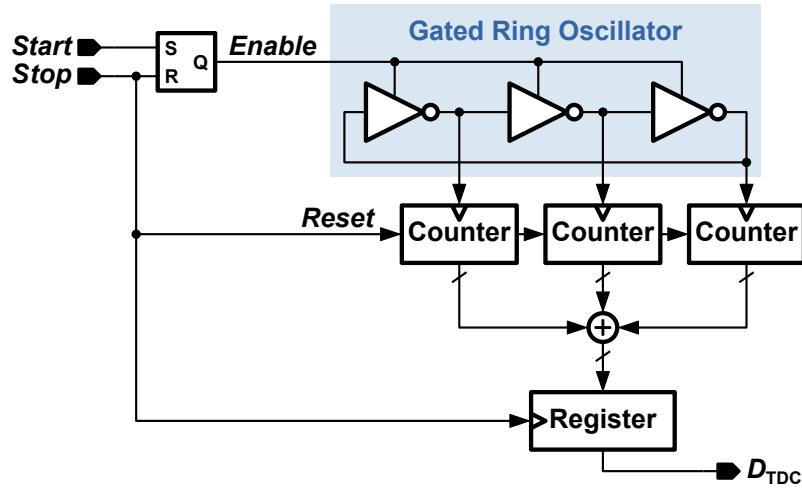 Gated Ring Oscillator
Start
Stop
S
R
Q
Enable
Reset
Counter
Counter
Counter
+
Register
DTDC